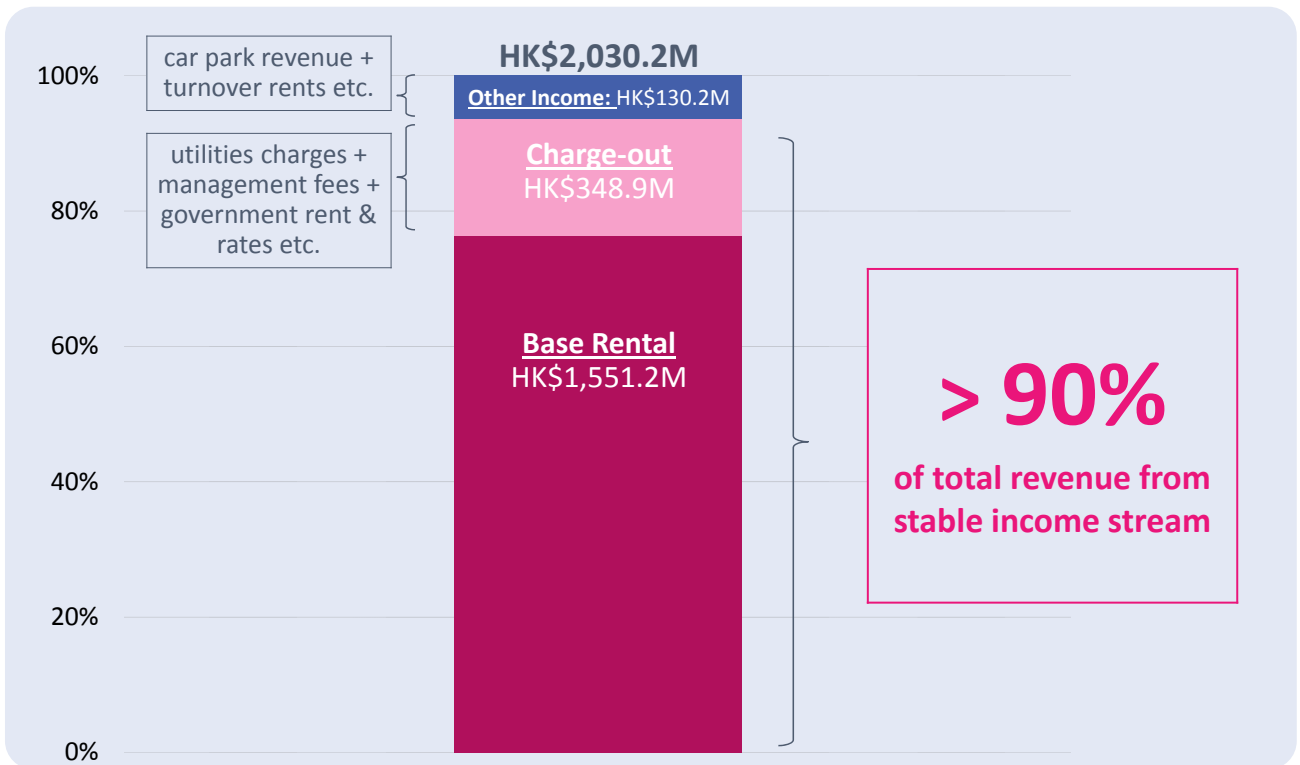 HK$2,030.2M
100%
80%
60%
40%
20%
0%
car park revenue +
turnover rents etc.
utilities charges +
management fees +
government rent &
rates etc.
Other Income: HK$130.2M
Charge-out
HK$348.9M
Base Rental
HK$1,551.2M
> 90%
of total revenue from
stable income stream